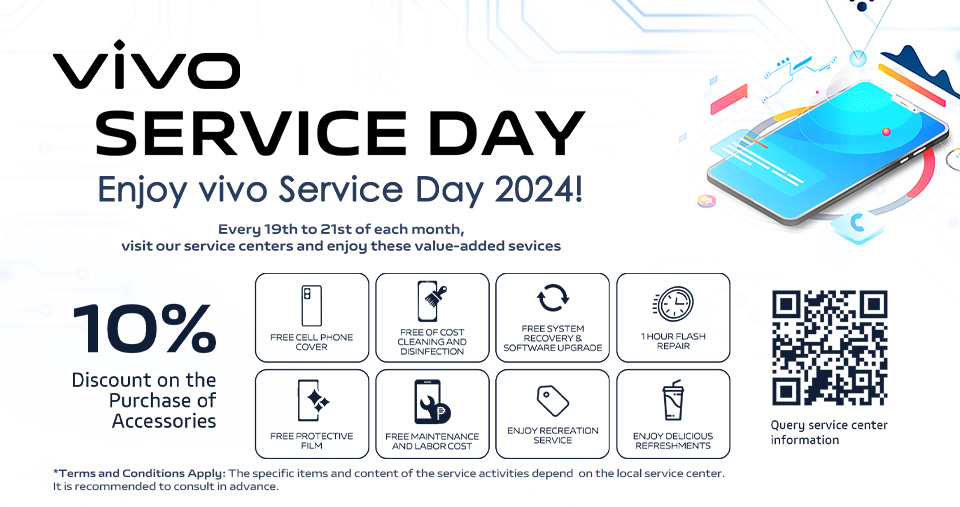 vivo
SERVICE DAY
Enjoy vivo Service Day 2024!
Every 19th to 21st of each month,
visit our service centers and enjoy these value-added sevices
10%
Discount on the
Purchase of
Accessories
FREE CELL PHONE
COVER
FREE OF COST
CLEANING AND
DISINFECTION
FREE SYSTEM
RECOVERY &
SOFTWARE UPGRADE
1 HOUR FLASH
REPAIR
FREE PROTECTIVE
FILM
FREE MAINTENANCE
AND LABOR COST
ENJOY RECREATION
SERVICE
ENJOY DELICIOUS
REFRESHMENTS
Query service center
information
*Terms and Conditions Apply: The specific items and content of the service activities depend on the local service center.
It is recommended to consult in advance.